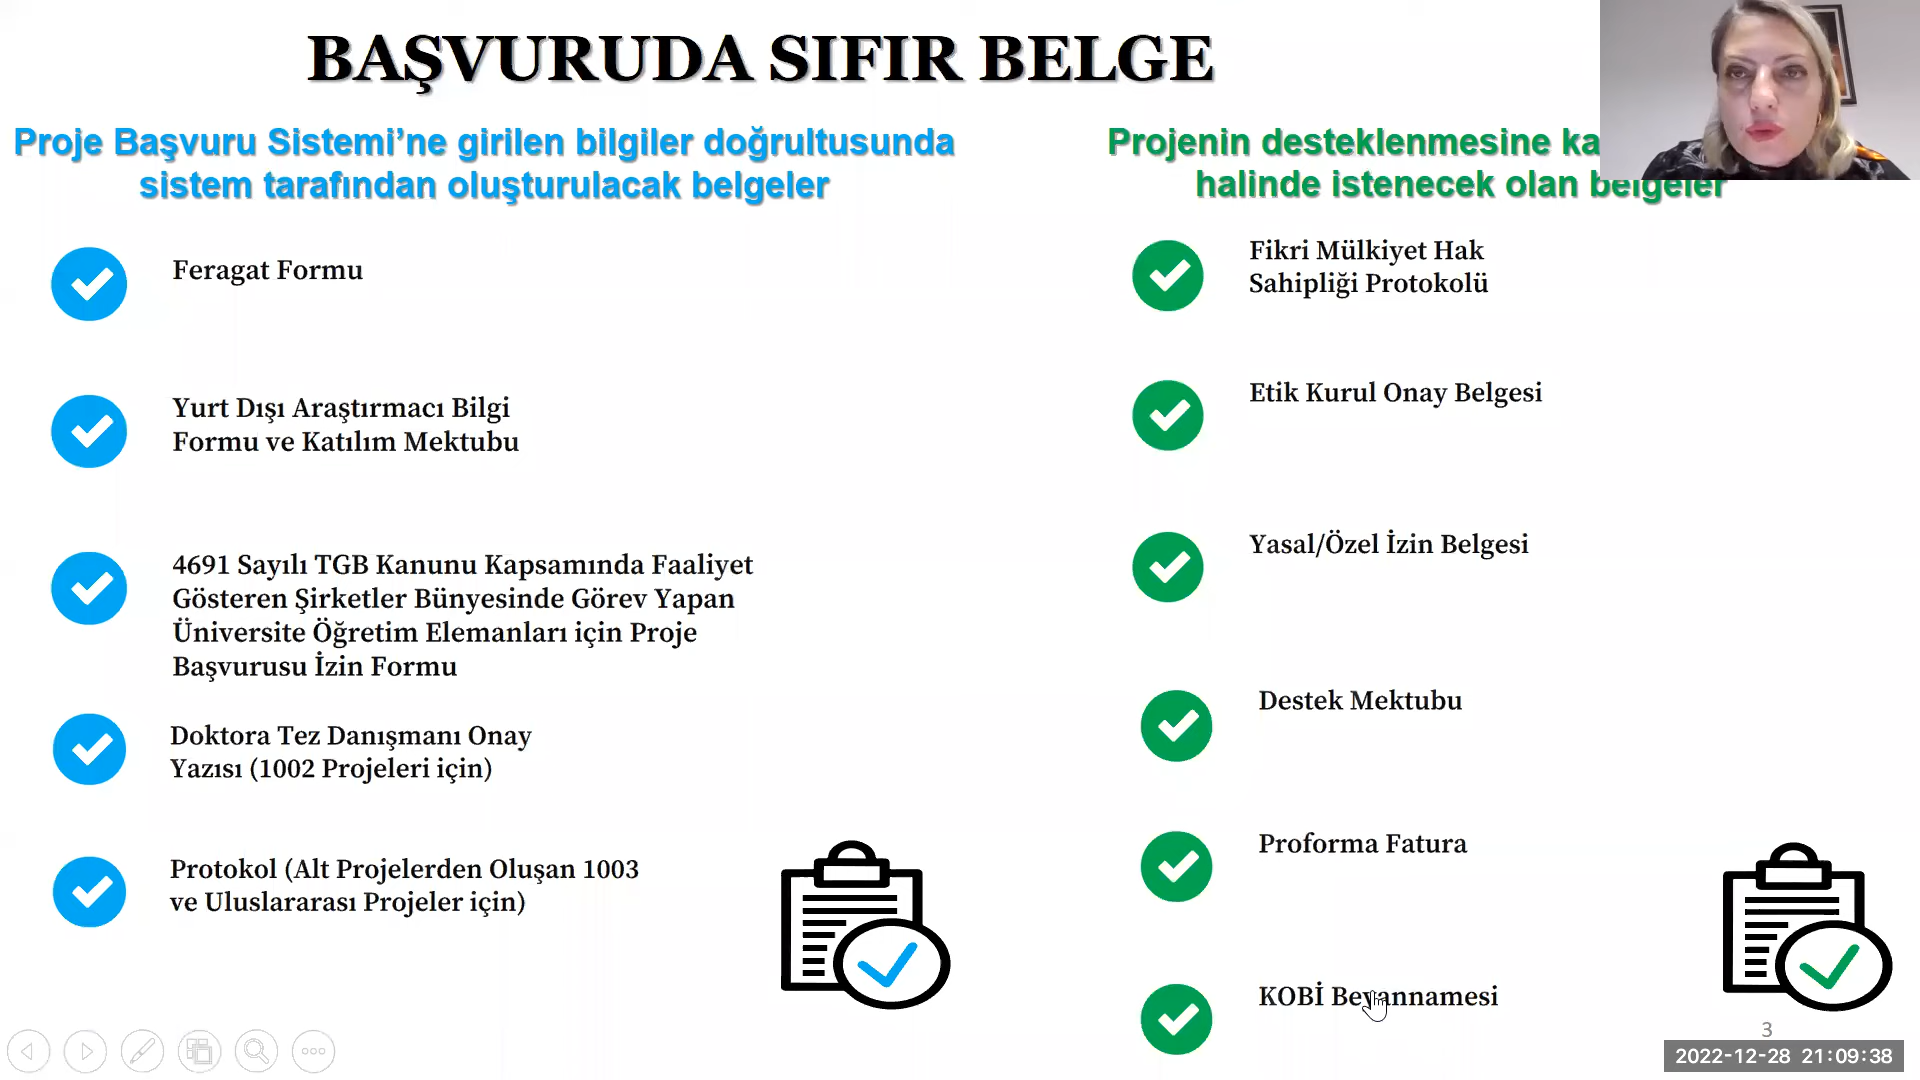 BAŞVURUDA SIFIR BELGE
Proje Başvuru Sistemi’ne girilen bilgiler doğrultusunda
sistem tarafından oluşturulacak belgeler
Feragat Formu
Yurt Dışı Araştırmacı Bilgi
Formu ve Katılım Mektubu
4691 Sayılı TGB Kanunu Kapsamında Faaliyet
Gösteren Şirketler Bünyesinde Görev Yapan
Üniversite Öğretim Elemanları için Proje
Başvurusu İzin Formu
Doktora Tez Danışmanı Onay
Yazısı (1002 Projeleri için)
Protokol (Alt Projelerden Oluşan 1003
ve Uluslararası Projeler için)
Projenin desteklenmesine
halinde istenecek olan belgeler
Fikri Mülkiyet Hak
Sahipliği Protokolü
Etik Kurul Onay Belgesi
Yasal/Özel İzin Belgesi
Destek Mektubu
Proforma Fatura
KOBİ Beyannamesi
3
2022-12-28 21:09:38